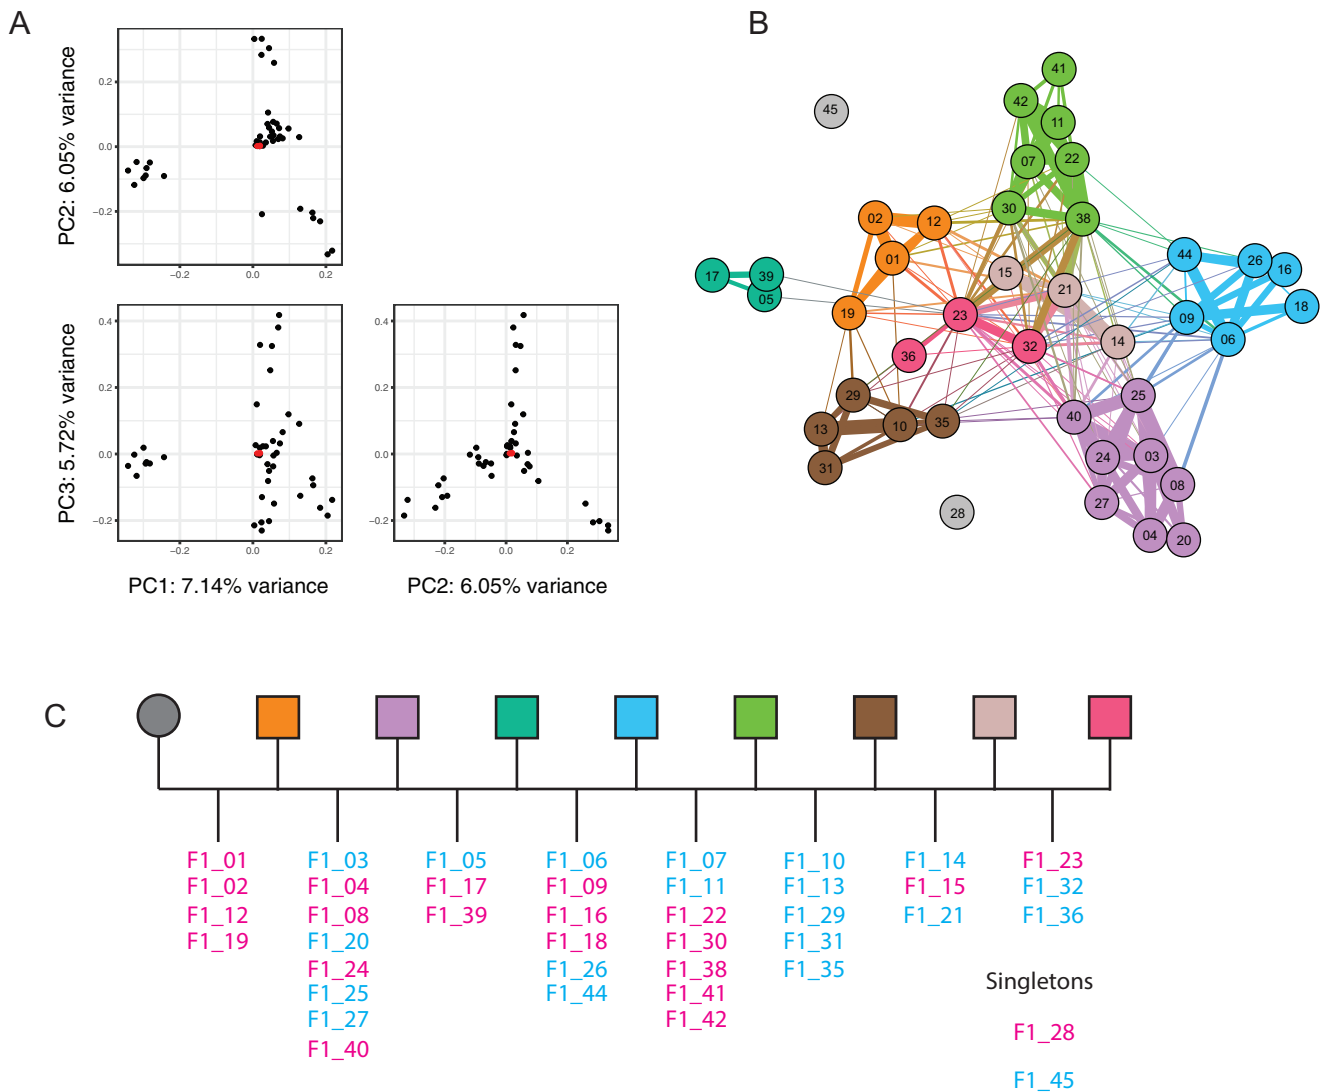 A
B
PC2: 6.05% variance
0.2
0.0
−0.2
−0.2
0.0
0.2
PC3: 5.72% variance
0.4
0.2
0.0
−0.2
−0.2
0.0
0.2
0.4
0.2
0.0
−0.2
−0.2
0.0
0.2
PC1: 7.14% variance
PC2: 6.05% variance
41
42
45
11
07
22
30
38
02
12
44
01
26
16
17
39
15
05
21
18
19
23
09
06
36
32
14
29
25
13
10
35
40
31
24
03
08
27
28
04
20
C
F1_01
F1_02
F1_12
F1_19
F1_03
F1_04
F1_08
F1_20
F1_24
F1_25
F1_27
F1_40
F1_05
F1_17
F1_39
F1_06
F1_09
F1_16
F1_18
F1_26
F1_44
F1_07
F1_11
F1_22
F1_30
F1_38
F1_41
F1_42
F1_10
F1_13
F1_29
F1_31
F1_35
F1_14
F1_15
F1_21
F1_23
F1_32
F1_36
Singletons
F1_28
F1_45